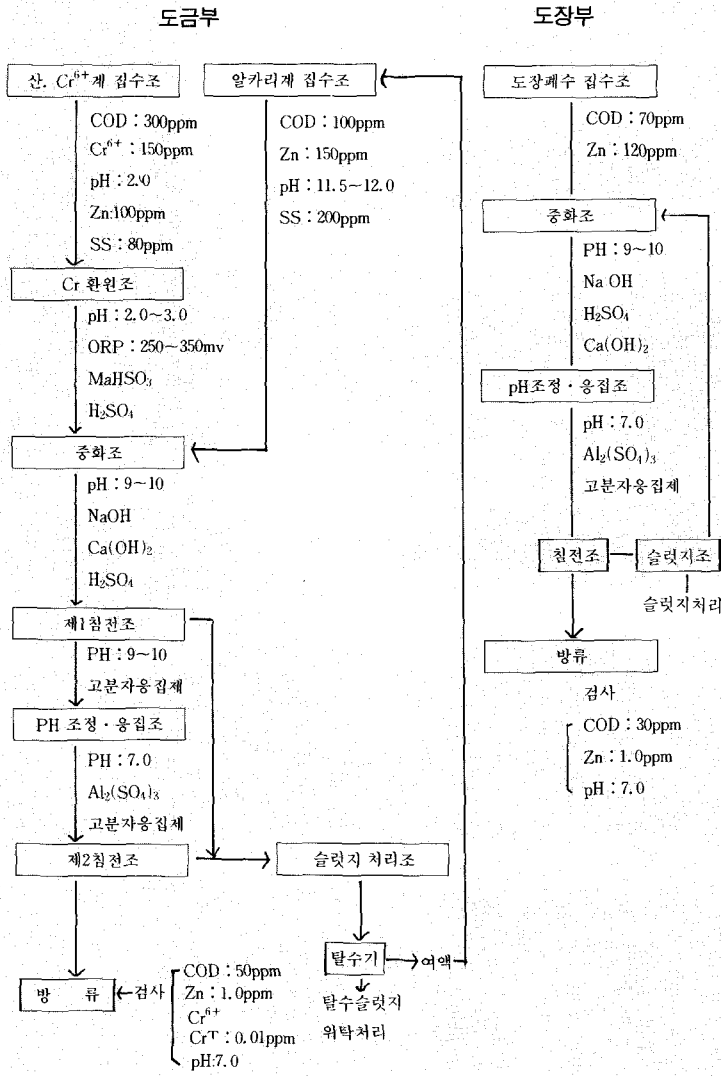 도금부
산. Cr⁶⁺계 집수조
COD : 300ppm
Cr⁶⁺ : 150ppm
pH : 2.0
Zn:100ppm
SS : 80ppm
Cr 환원조
pH : 2.0~3.0
ORP : 250~350mv
MaHSO₃
H₂SO₄
알카리계 집수조
COD : 100ppm
Zn : 150ppm
pH : 11.5~12.0
SS : 200ppm
중화조
pH : 9~10
NaOH
Ca(OH)₂
H₂SO₄
제1침전조
PH : 9~10
고분자응집제
PH 조정·응집조
PH : 7.0
Al₂(SO₄)₃
고분자응집제
제2침전조
슬럿지 처리조
탈수기
여액
탈수슬럿지
위탁처리
방 류
검사
COD : 50ppm
Zn : 1.0ppm
Cr⁶⁺
Crᵀ : 0.01ppm
pH:7.0
도장부
도장폐수 집수조
COD : 70ppm
Zn : 120ppm
중화조
PH : 9~10
Na OH
H₂SO₄
Ca(OH)₂
pH조정·응집조
pH : 7.0
Al₂(SO₄)₃
고분자응집제
침전조
슬럿지조
슬럿지처리
방류
검사
COD : 30ppm
Zn : 1.0ppm
pH : 7.0